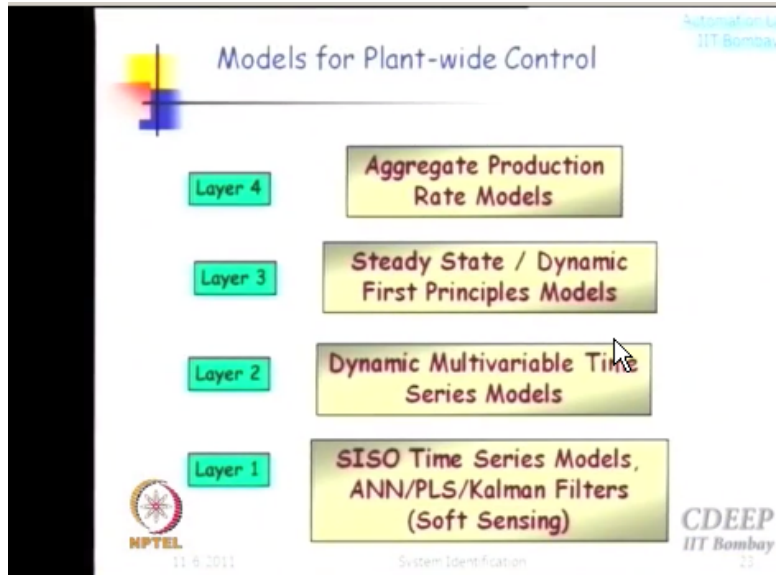 Automation L
IIT Bombay
Models for Plant-wide Control
Layer 4
Aggregate Production
Rate Models
Layer 3
Steady State / Dynamic
First Principles Models
Layer 2
Dynamic Multivariable Time
Series Models
Layer 1
SISO Time Series Models,
ANN/PLS/Kalman Filters
(Soft Sensing)
NPTEL
CDEEP
IIT Bombay
11/6/2011
System Identification
23